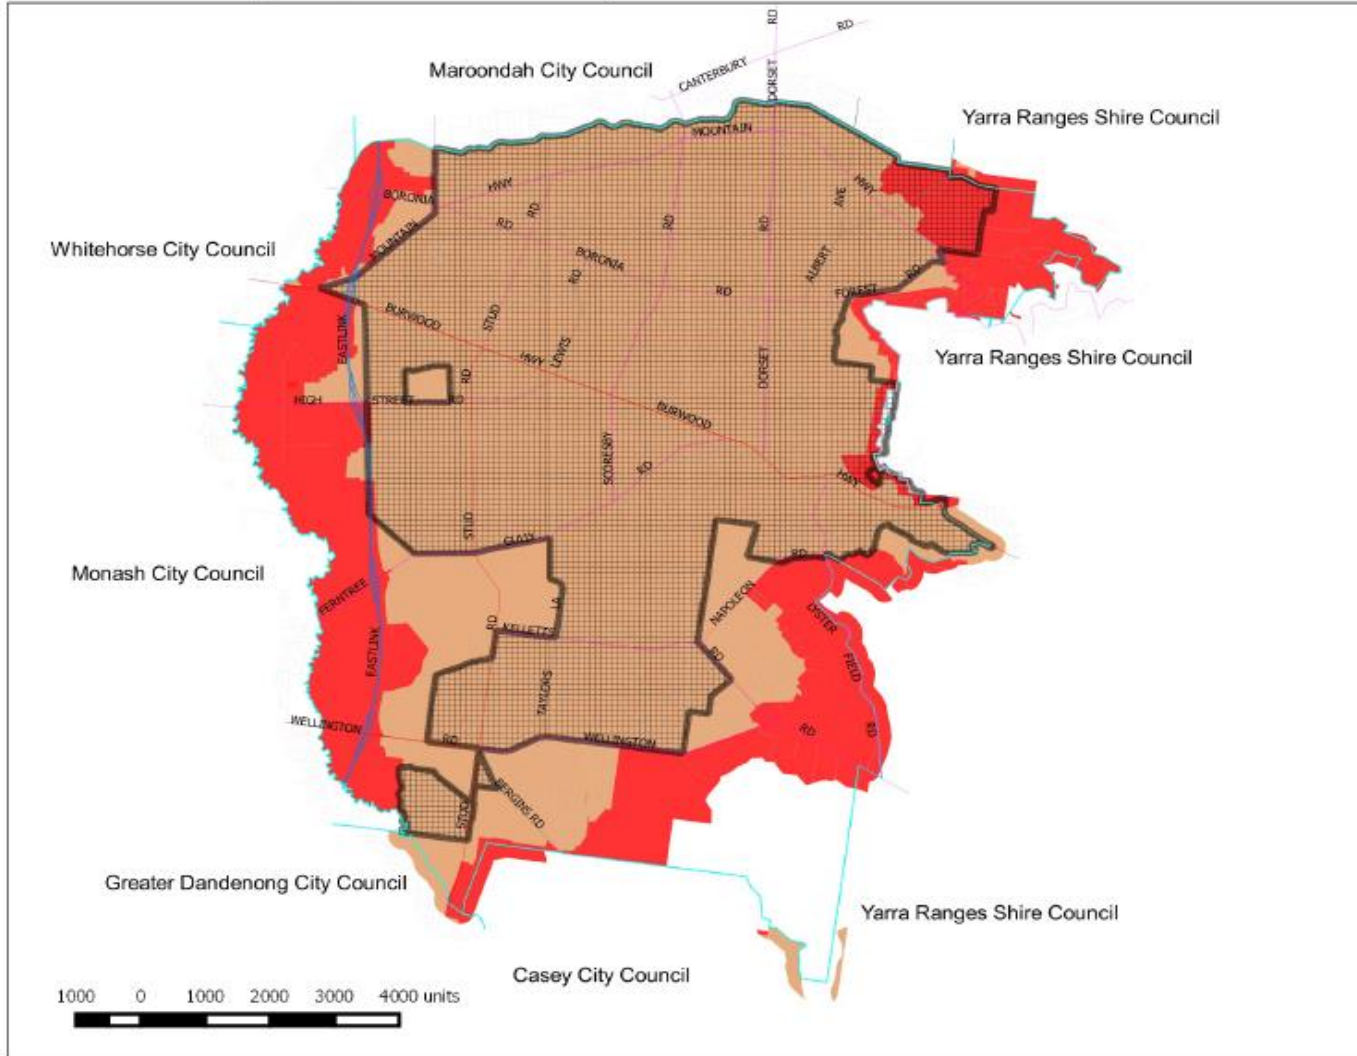 RD
RD
CANTERBURY
DORSET
Maroondah City Council
Yarra Ranges Shire Council
MOUNTAIN
HWY
BORONIA
HWY
AVE
RD
RD
RD
RD
MOUNTAIN
Whitehorse City Council
BORONIA
ALBERT
RD
RD
RD
FOREST
BURWOOD
STUD
EASTLINK
HWY
LEWIS
Yarra Ranges Shire Council
RD
DORSET
HIGH
STREET
RD
BURWOOD
SCORESBY
RD
HWY
STUD
GULLY
RD
Monash City Council
FERNTREE
NAPOLEON
LA
LYSTER
RD
KELLETTS
EASTLINK
RD
FIELD
TAYLORS
WELLINGTON
RD
WELLINGTON
RD
RD
BERGINS RD
STUD
Greater Dandenong City Council
Yarra Ranges Shire Council
Casey City Council
1000 0 1000 2000 3000 4000 units